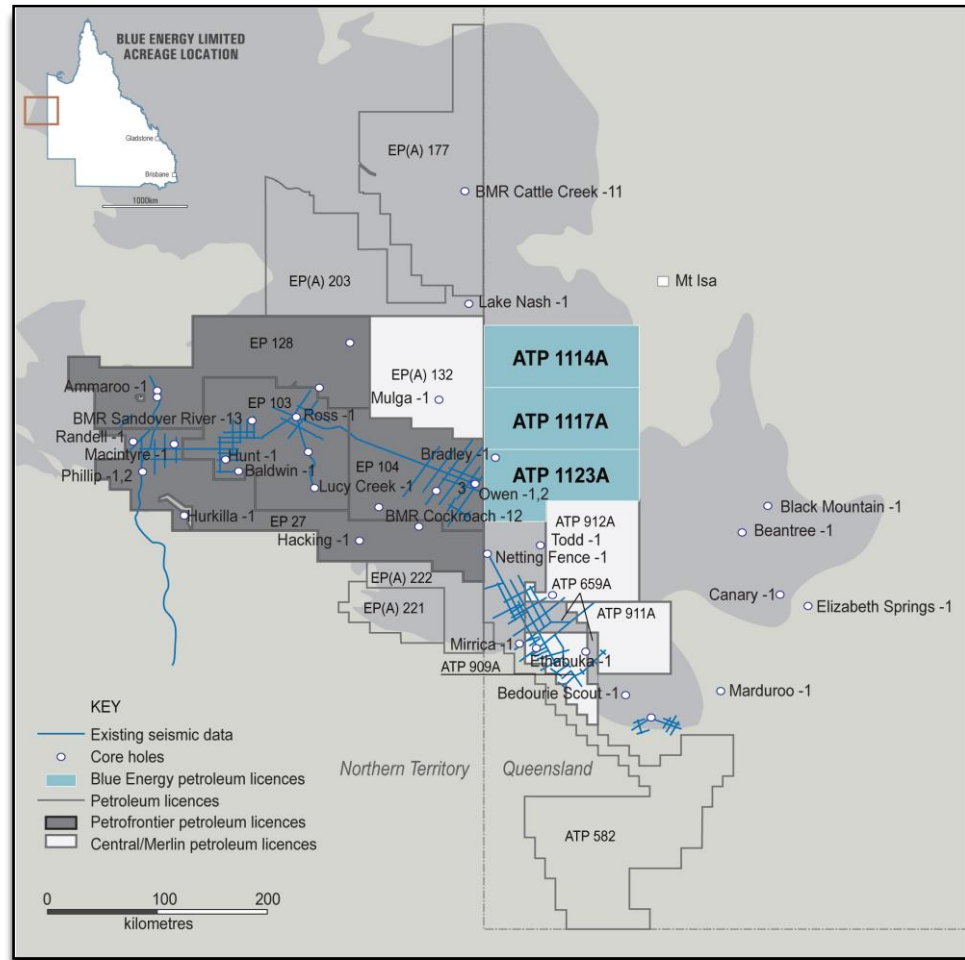 BLUE ENERGY LIMITED
ACREAGE LOCATION
Gladstone
Brisbane
1000km
EP(A) 177
BMR Cattle Creek -11
EP(A) 203
Mt Isa
Lake Nash -1
EP 128
ATP 1114A
EP(A) 132
Ammaroo -1
EP 103
Mulga -1
ATP 1117A
BMR Sandover River -13
Ross -1
Randell -1
Macintyre -1
Bradley -1
Hunt -1
EP 104
Phillip -1,2
Baldwin -1
ATP 1123A
Lucy Creek -1
3
Owen -1,2
Black Mountain -1
Hurkilla -1
EP 27
BMR Cockroach -12
ATP 912A
Beantree -1
Hacking -1
Todd -1
Netting Fence -1
EP(A) 222
ATP 659A
Canary -1
EP(A) 221
ATP 911A
Elizabeth Springs -1
Mirrica -1
Ethabuka -1
ATP 909A
Bedourie Scout -1
Marduroo -1
KEY
Existing seismic data
Core holes
Blue Energy petroleum licences
Petroleum licences
Petrofrontier petroleum licences
Central/Merlin petroleum licences
Northern Territory
Queensland
ATP 582
0 100 200
kilometres